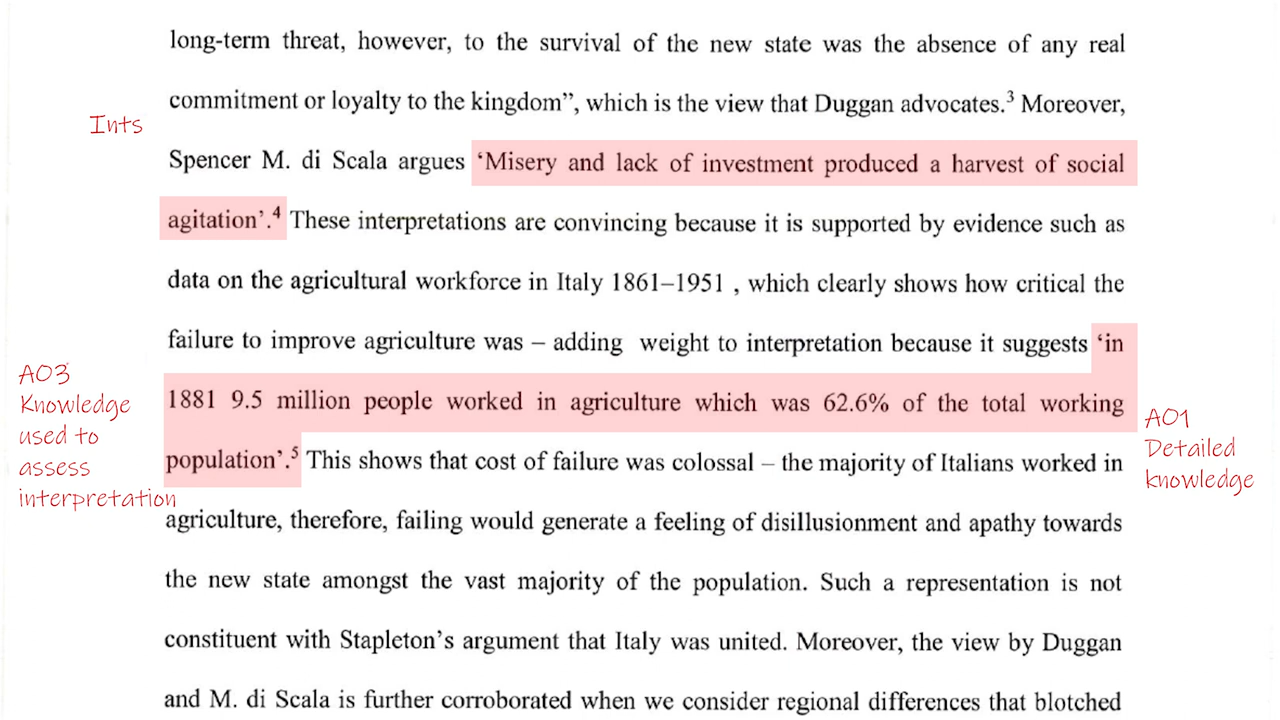 long-term threat, however, to the survival of the new state was the absence of any real
commitment or loyalty to the kingdom”, which is the view that Duggan advocates.³ Moreover,
Ints
Spencer M. di Scala argues ‘Misery and lack of investment produced a harvest of social
agitation’.⁴ These interpretations are convincing because it is supported by evidence such as
data on the agricultural workforce in Italy 1861–1951 , which clearly shows how critical the
failure to improve agriculture was – adding weight to interpretation because it suggests ‘in
1881 9.5 million people worked in agriculture which was 62.6% of the total working
population’.⁵ This shows that cost of failure was colossal – the majority of Italians worked in
agriculture, therefore, failing would generate a feeling of disillusionment and apathy towards
the new state amongst the vast majority of the population. Such a representation is not
constituent with Stapleton’s argument that Italy was united. Moreover, the view by Duggan
and M. di Scala is further corroborated when we consider regional differences that blotched
AO3
Knowledge
used to
assess
interpretation
AO1
Detailed
knowledge